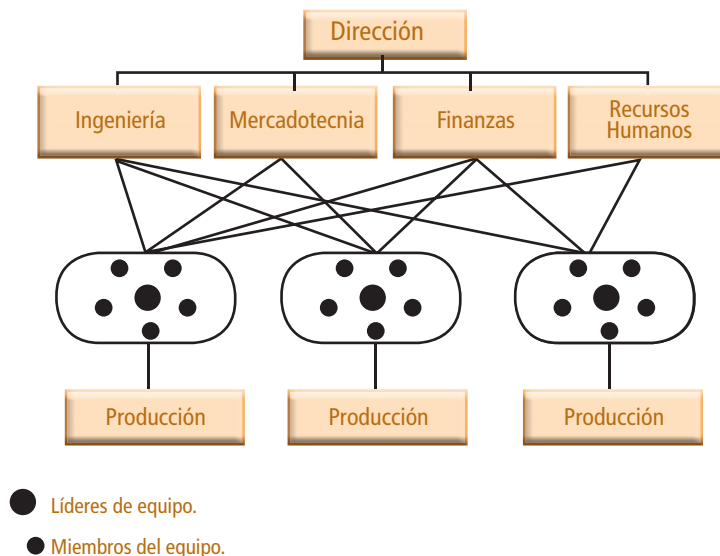 Dirección
Ingeniería
Mercadotecnia
Finanzas
Recursos
Humanos
Producción
Producción
Producción
Líderes de equipo.
Miembros del equipo.